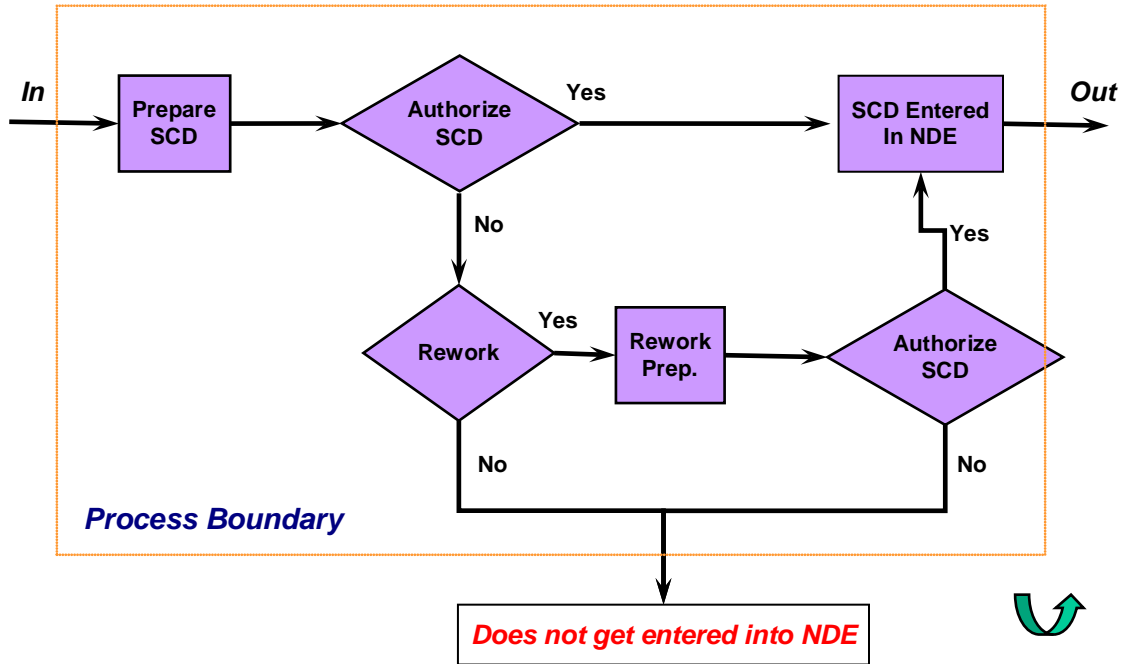 In
Prepare
SCD
Authorize
SCD
Yes
SCD Entered
In NDE
Out
No
Yes
Rework
Yes
Rework
Prep.
Authorize
SCD
No
No
Process Boundary
Does not get entered into NDE